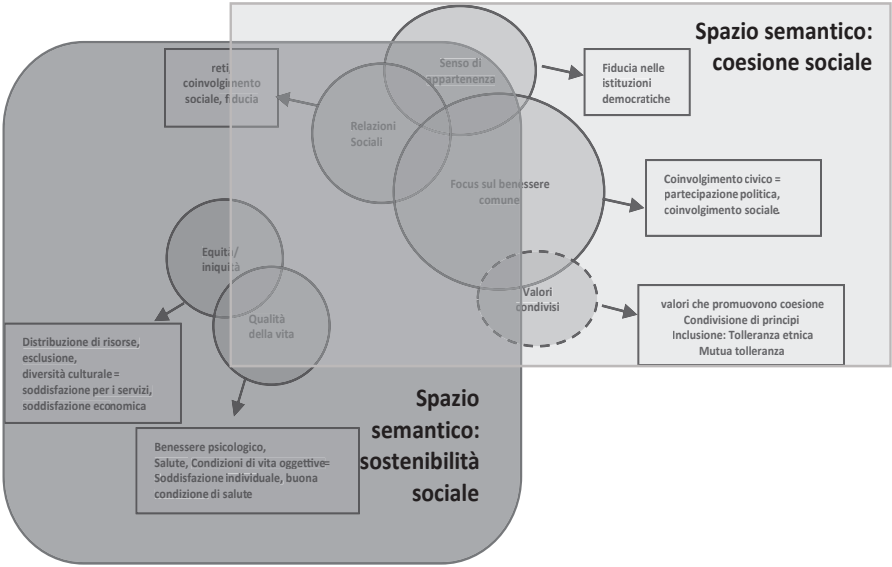 Spazio semantico:
coesione sociale
reti,
coinvolgimento
sociale, fiducia
Senso di
appartenenza
Fiducia nelle
istituzioni
democratiche
Relazioni
Sociali
Focus sul benessere
comune
Coinvolgimento civico =
partecipazione politica,
coinvolgimento sociale.
Equità/
iniquità
Qualità
della vita
Valori
condivisi
valori che promuovono coesione
Condivisione di principi
Inclusione: Tolleranza etnica
Mutua tolleranza
Distribuzione di risorse,
esclusione,
diversità culturale =
soddisfazione per i servizi,
soddisfazione economica
Spazio
semantico:
sostenibilità
sociale
Benessere psicologico,
Salute, Condizioni di vita oggettive=
Soddisfazione individuale, buona
condizione di salute